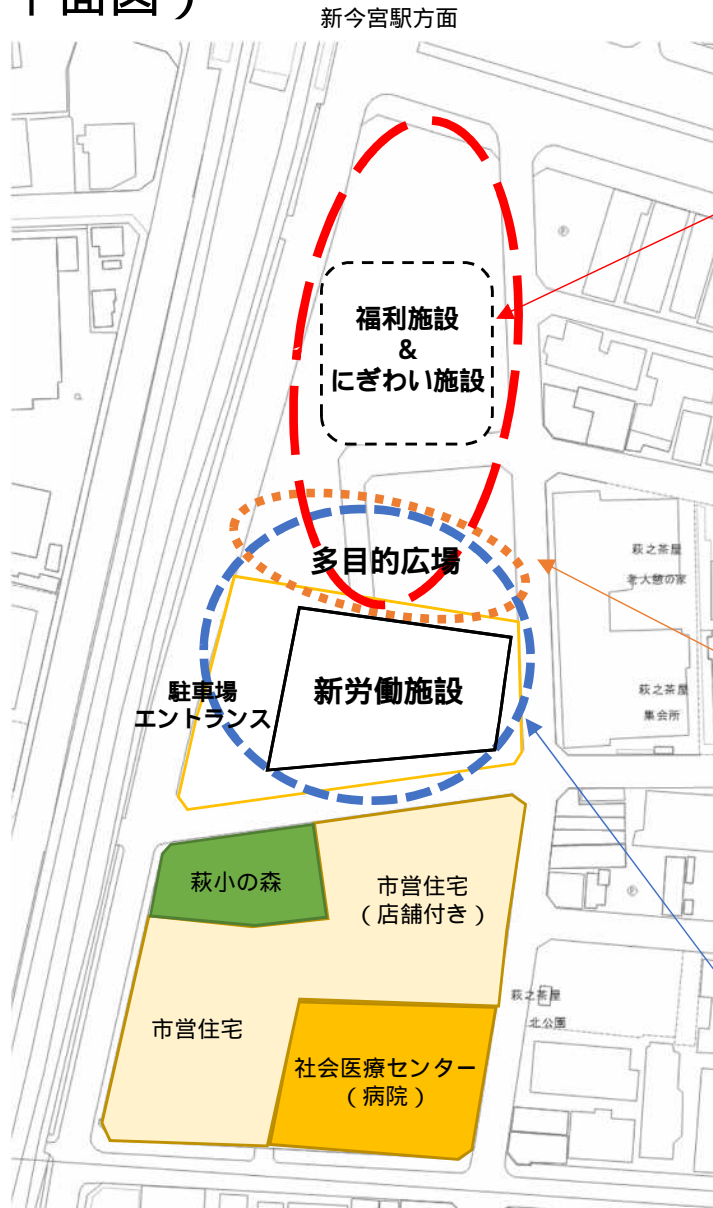 平面図）
新今宮駅方面
福利施設
&
にぎわい施設
多目的広場
萩之茶屋
老人憩の家
駐車場
エントランス
新労働施設
萩之茶屋
集会所
萩小の森
市営住宅
（店舗付き）
萩之茶屋
北公園
市営住宅
社会医療センター
（病院）